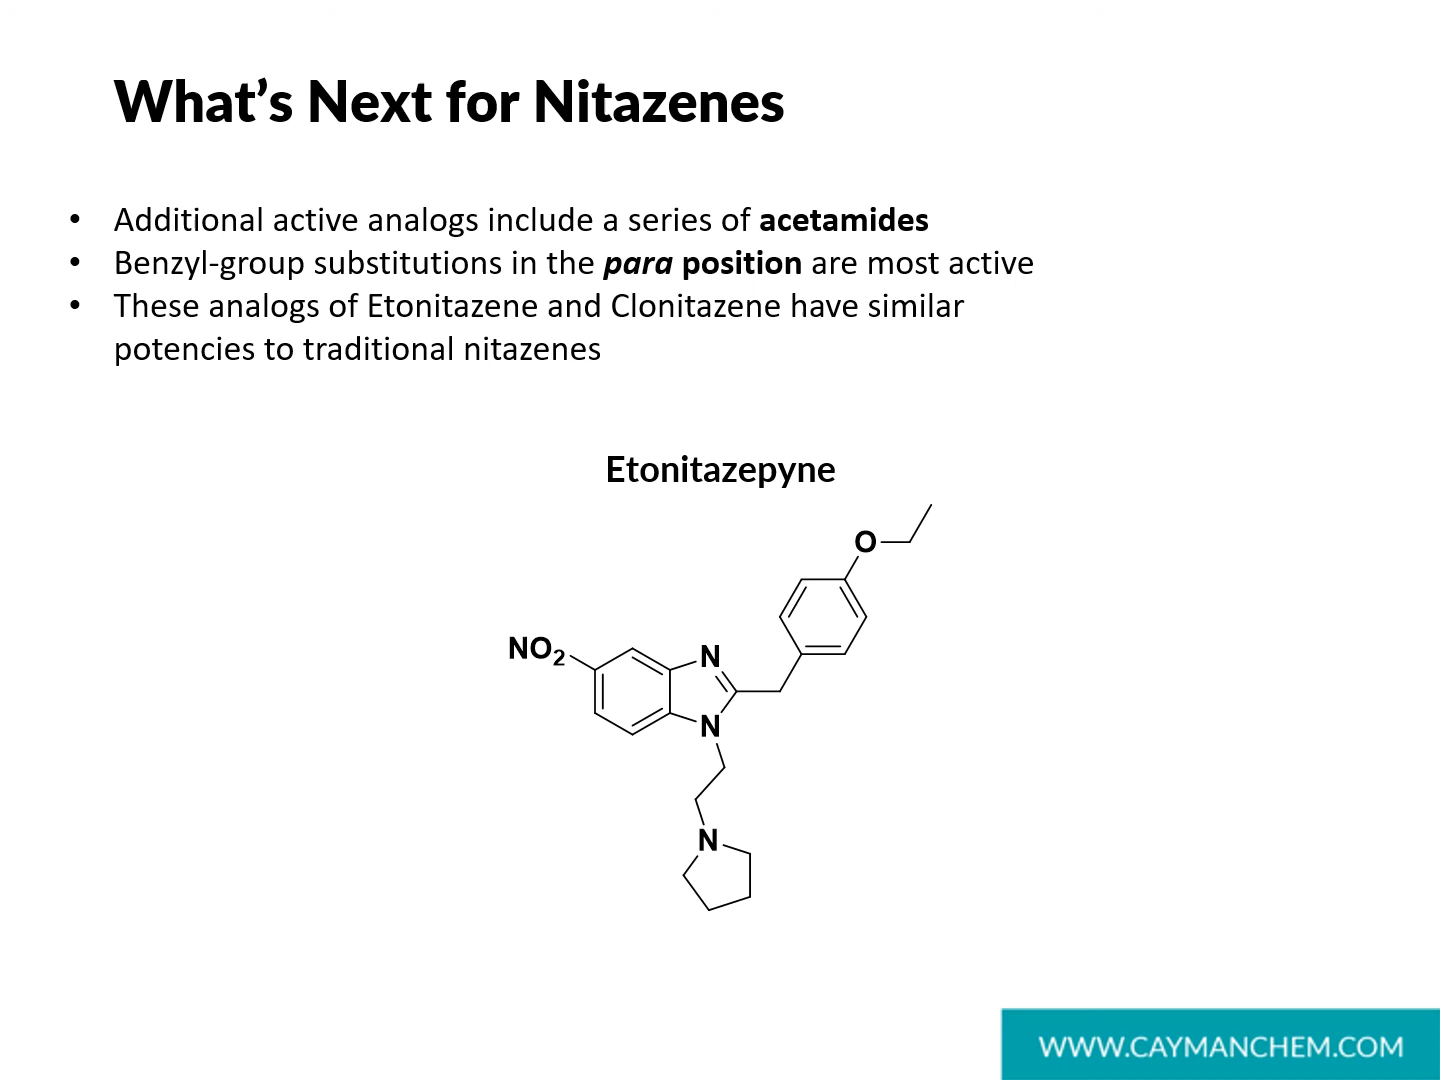 What’s Next for Nitazenes
• Additional active analogs include a series of acetamides
• Benzyl-group substitutions in the para position are most active
• These analogs of Etonitazene and Clonitazene have similar
potencies to traditional nitazenes
Etonitazepyne
O
NO₂
N
N
N
WWW.CAYMANCHEM.COM